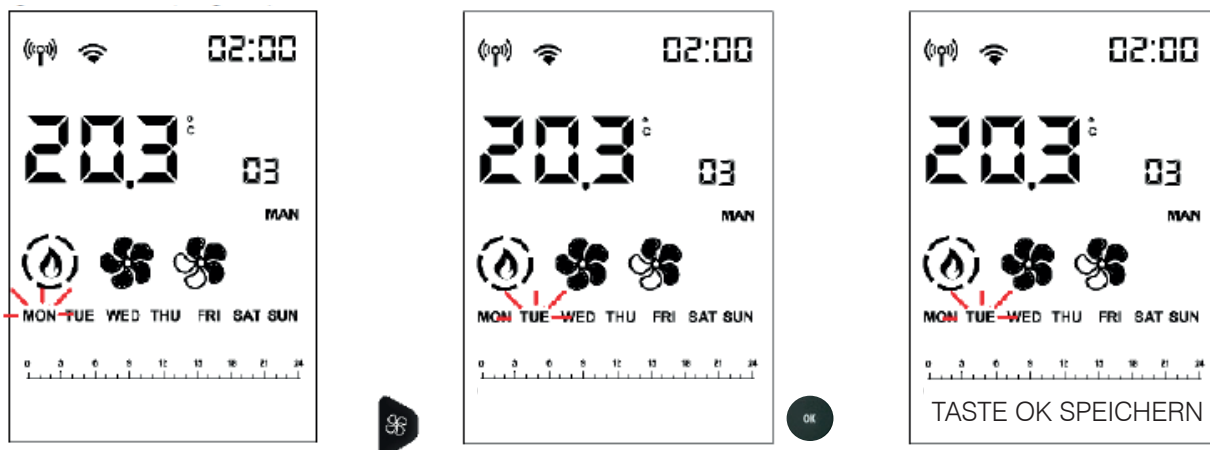 02:00
20.3 °C
03
MAN
MON TUE WED THU FRI SAT SUN
0 3 6 9 12 15 18 21 24
02:00
20.3 °C
03
MAN
MON TUE WED THU FRI SAT SUN
0 3 6 9 12 15 18 21 24
OK
02:00
20.3 °C
03
MAN
MON TUE WED THU FRI SAT SUN
0 3 6 9 12 15 18 21 24
TASTE OK SPEICHERN